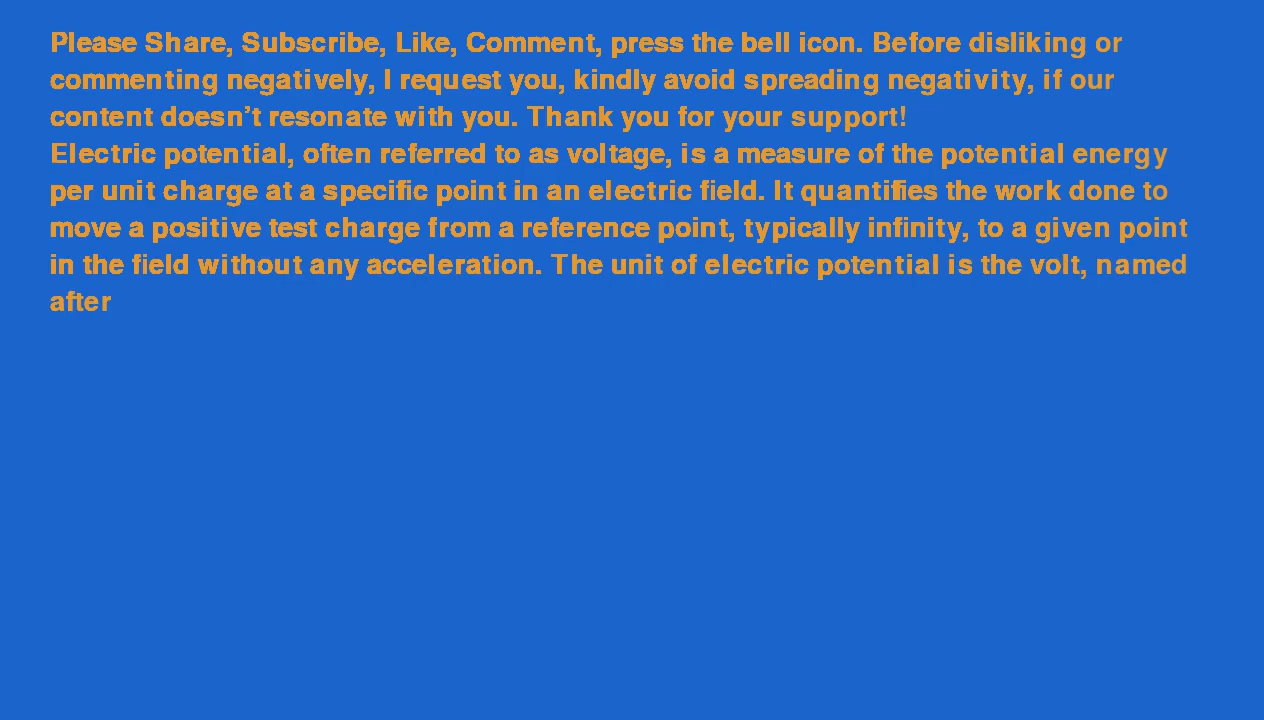 Please Share, Subscribe, Like, Comment, press the bell icon. Before disliking or
commenting negatively, I request you, kindly avoid spreading negativity, if our
content doesn’t resonate with you. Thank you for your support!
Electric potential, often referred to as voltage, is a measure of the potential energy
per unit charge at a specific point in an electric field. It quantifies the work done to
move a positive test charge from a reference point, typically infinity, to a given point
in the field without any acceleration. The unit of electric potential is the volt, named
after